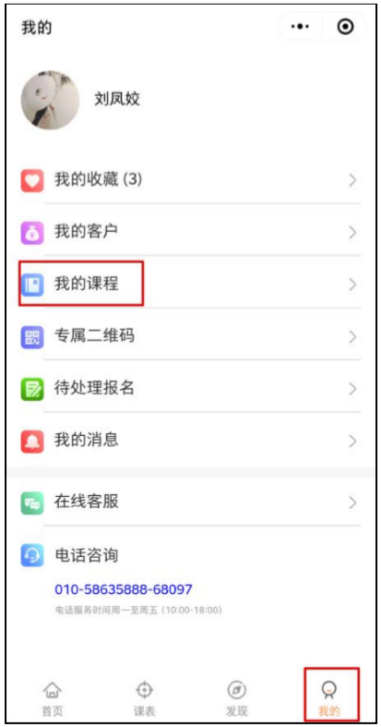 我的
刘凤姣
我的收藏 (3)
我的客户
我的课程
专属二维码
待处理报名
我的消息
在线客服
电话咨询
010-58635888-68097
电话服务时间周一至周五 (10:00-18:00)
首页 课表 发现 我的